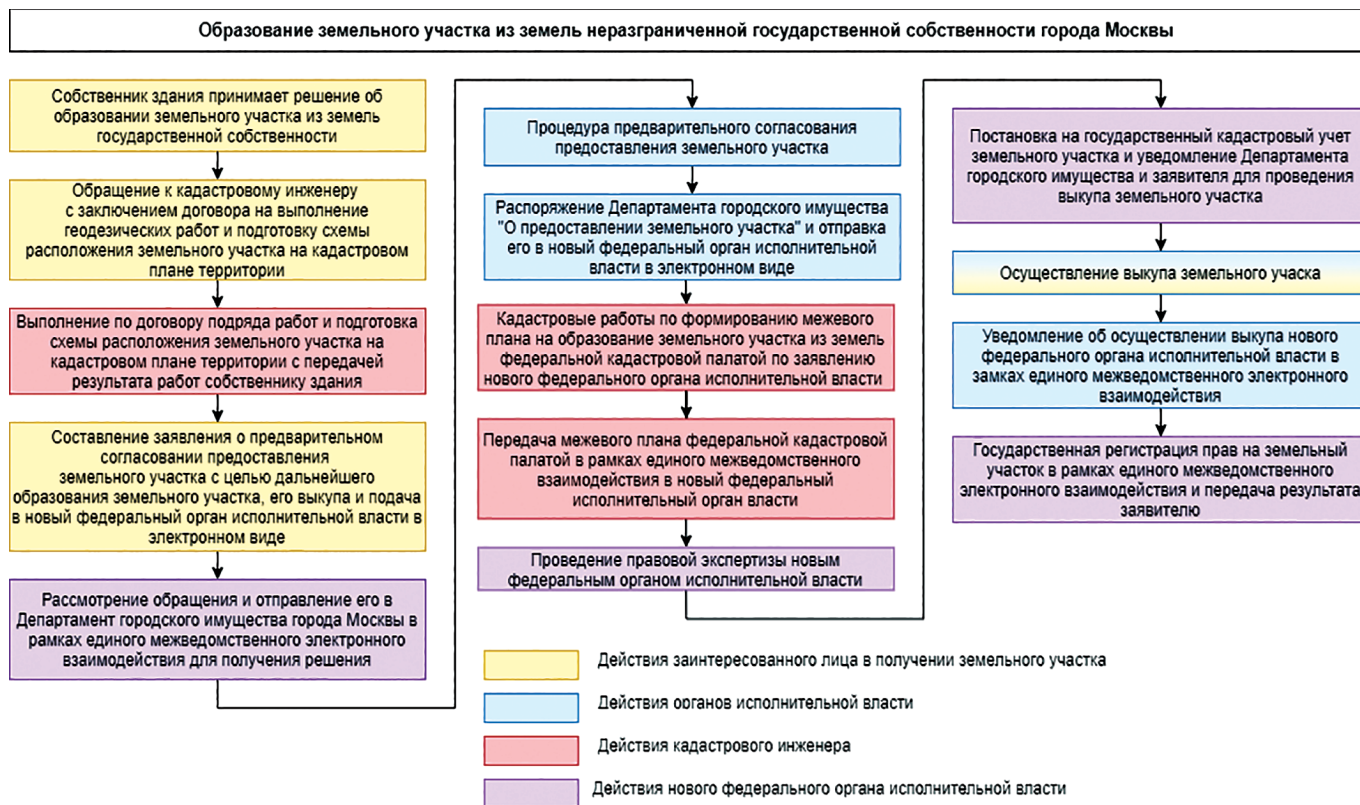 Образование земельного участка из земель неразграниченной государственной собственности города Москвы
Собственник здания принимает решение об
образовании земельного участка из земель
государственной собственности
Обращение к кадастровому инженеру
с заключением договора на выполнение
геодезических работ и подготовку схемы
расположения земельного участка на кадастровом
плане территории
Выполнение по договору подряда работ и подготовка
схемы расположения земельного участка на
кадастровом плане территории с передачей
результата работ собственнику здания
Составление заявления о предварительном
согласовании предоставления
земельного участка с целью дальнейшего
образования земельного участка, его выкупа и подача
в новый федеральный орган исполнительной власти в
электронном виде
Рассмотрение обращения и отправление его в
Департамент городского имущества города Москвы в
рамках единого межведомственного электронного
взаимодействия для получения решения
Процедура предварительного согласования
предоставления земельного участка
Распоряжение Департамента городского имущества
"О предоставлении земельного участка" и отправка
его в новый федеральный орган исполнительной
власти в электронном виде
Кадастровые работы по формированию межевого
плана на образование земельного участка из земель
федеральной кадастровой палатой по заявлению
нового федерального органа исполнительной власти
Передача межевого плана федеральной кадастровой
палатой в рамках единого межведомственного
взаимодействия в новый федеральный
исполнительный орган власти
Проведение правовой экспертизы новым
федеральным органом исполнительной власти
Постановка на государственный кадастровый учет
земельного участка и уведомление Департамента
городского имущества и заявителя для проведения
выкупа земельного участка
Осуществление выкупа земельного учаска
Уведомление об осуществлении выкупа нового
федерального органа исполнительной власти в
замках единого межведомственного электронного
взаимодействия
Государственная регистрация прав на земельный
участок в рамках единого межведомственного
электронного взаимодействия и передача результата
заявителю
Действия заинтересованного лица в получении земельного участка
Действия органов исполнительной власти
Действия кадастрового инженера
Действия нового федерального органа исполнительной власти